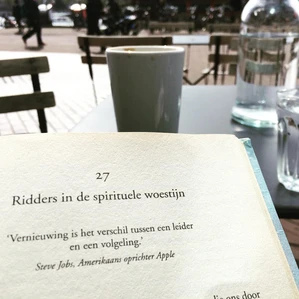 27
Ridders in de spirituele woestijn
‘Vernieuwing is het verschil tussen een leider
en een volgeling.’
Steve Jobs, Amerikaans oprichter Apple
die ons door